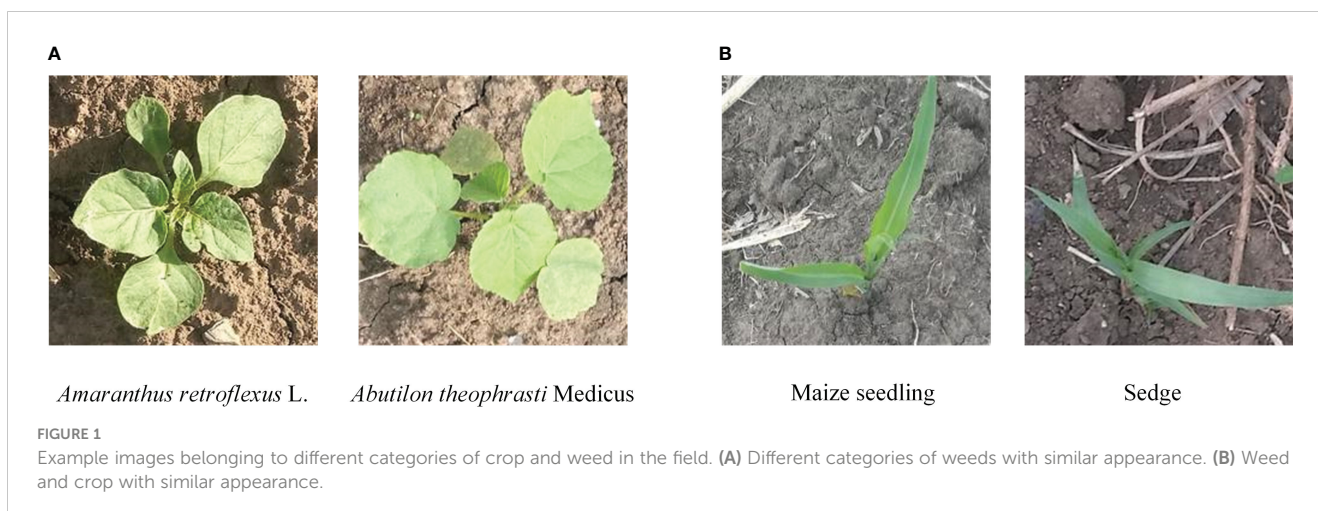 A
B
Amaranthus retroflexus L.
Abutilon theophrasti Medicus
Maize seedling
Sedge
FIGURE 1
Example images belonging to different categories of crop and weed in the field. (A) Different categories of weeds with similar appearance. (B) Weed
and crop with similar appearance.